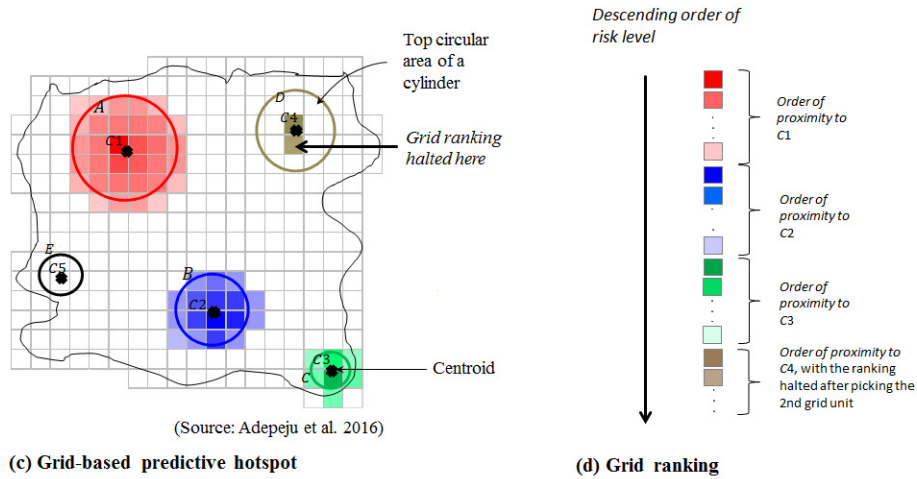 Top circular
area of a
cylinder
A
D
C4
C1
Grid ranking
halted here
E
C5
B
C2
C3
C
Centroid
(Source: Adepeju et al. 2016)
(c) Grid-based predictive hotspot
Descending order of
risk level
Order of
proximity to
C1
Order of
proximity to
C2
Order of
proximity to
C3
Order of proximity to
C4, with the ranking
halted after picking the
2nd grid unit
(d) Grid ranking